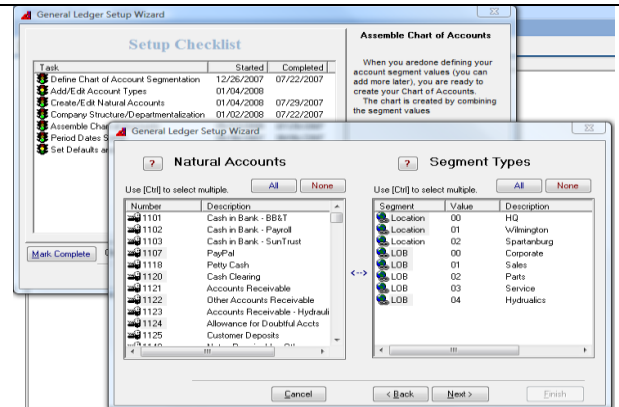 General Ledger Setup Wizard
Setup Checklist
Task Started Completed
Define Chart of Account Segmentation 12/26/2007 07/22/2007
Add/Edit Account Types 01/04/2008
Create/Edit Natural Accounts 01/04/2008 07/29/2007
Company Structure/Departmentalization 01/02/2008 07/22/2007
Assemble Char
Period Dates S
Set Defaults ar
Mark Complete
Assemble Chart of Accounts
When you aredone defining your
account segment values (you can
add more later), you are ready to
create your Chart of Accounts.
The chart is created by combining
the segment values
General Ledger Setup Wizard
? Natural Accounts
Use [Ctrl] to select multiple. All None
Number Description
1101 Cash in Bank - BB&T
1102 Cash in Bank - Payroll
1103 Cash in Bank - SunTrust
1107 PayPal
1118 Petty Cash
1120 Cash Clearing
1121 Accounts Receivable
1122 Other Accounts Receivable
1123 Accounts Receivable - Hydrauli
1124 Allowance for Doubtful Accts
1125 Customer Deposits
<-->
? Segment Types
Use [Ctrl] to select multiple. All None
Segment Value Description
Location 00 HQ
Location 01 Wilmington
Location 02 Spartanburg
LOB 00 Corporate
LOB 01 Sales
LOB 02 Parts
LOB 03 Service
LOB 04 Hydrualics
Cancel < Back Next > Finish